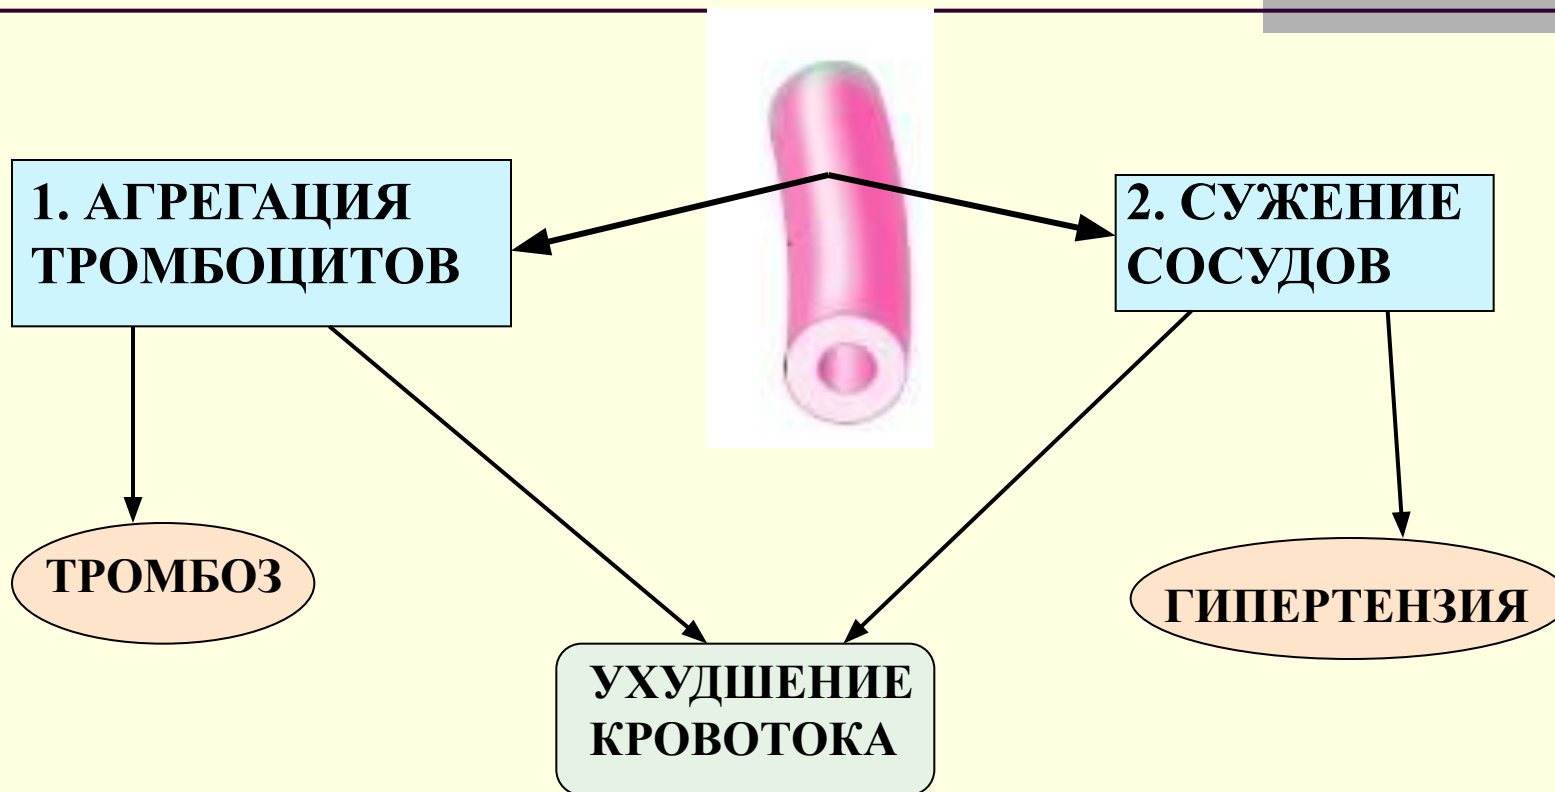 1. АГРЕГАЦИЯ
ТРОМБОЦИТОВ
2. СУЖЕНИЕ
СОСУДОВ
ТРОМБОЗ
ГИПЕРТЕНЗИЯ
УХУДШЕНИЕ
КРОВОТОКА